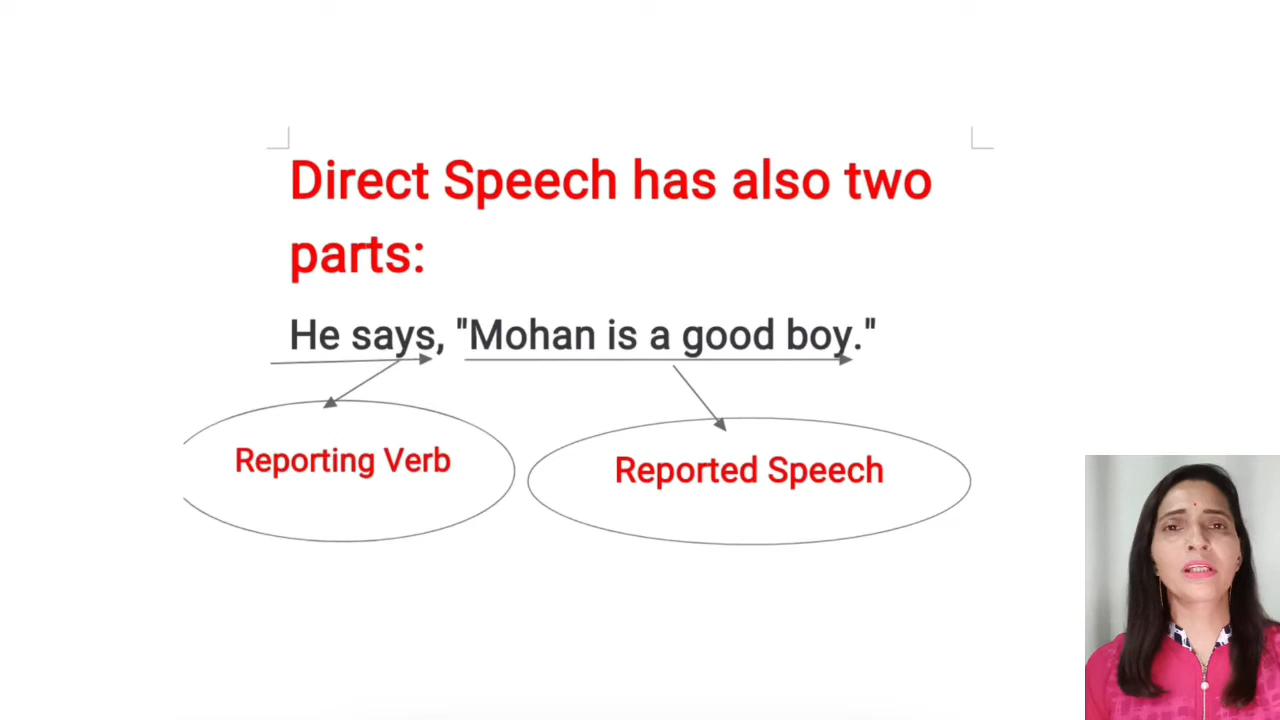 Direct Speech has also two
parts:
He says, "Mohan is a good boy."
Reporting Verb
Reported Speech